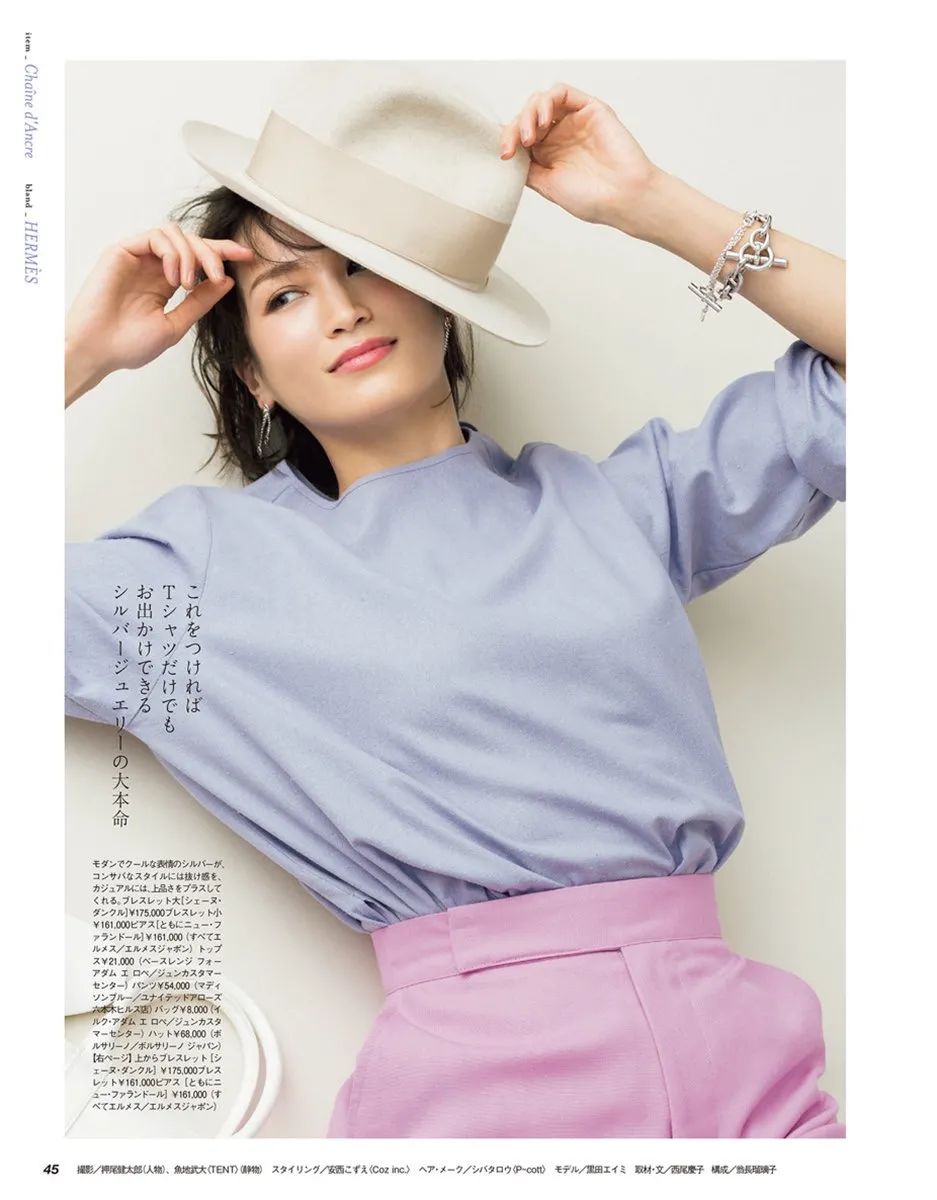 item _ Chaîne d'Ancre
bland _ HERMÈS
これをつければ
Tシャツだけでも
お出かけできる
シルバージュエリーの大本命
モダンでクールな表情のシルバーが、
コンサバなスタイルには抜け感を、
カジュアルには、上品さをプラスして
くれる。ブレスレット大[シェーヌ・
ダンクル]¥175,000ブレスレット小
¥161,000ピアス[ともにニュー・フ
ァランドール]¥161,000(すべてエ
ルメス/エルメスジャポン) トップ
ス¥21,000(ベースレンジ フォー
アダム エ ロペ/ジュンカスタマー
センター) パンツ¥54,000(マディ
ソンブルー/ユナイテッドアローズ
六本木ヒルズ店) バッグ¥8,000(イ
ルク・アダム エ ロペ/ジュンカスタ
マーセンター) ハット¥68,000(ボ
ルサリーノ/ボルサリーノ ジャパン)
【右ページ】上からブレスレット[シ
ェーヌ・ダンクル] ¥175,000ブレス
レット¥161,000ピアス [ともにニ
ュー・ファランドール] ¥161,000(す
べてエルメス/エルメスジャポン)
45 撮影/押尾健太郎(人物)、魚地武大〈TENT〉(静物) スタイリング/安西こずえ〈Coz inc.〉 ヘア・メーク/シバタロウ〈P-cott〉 モデル/黒田エイミ 取材・文/西尾慶子 構成/翁長瑠璃子